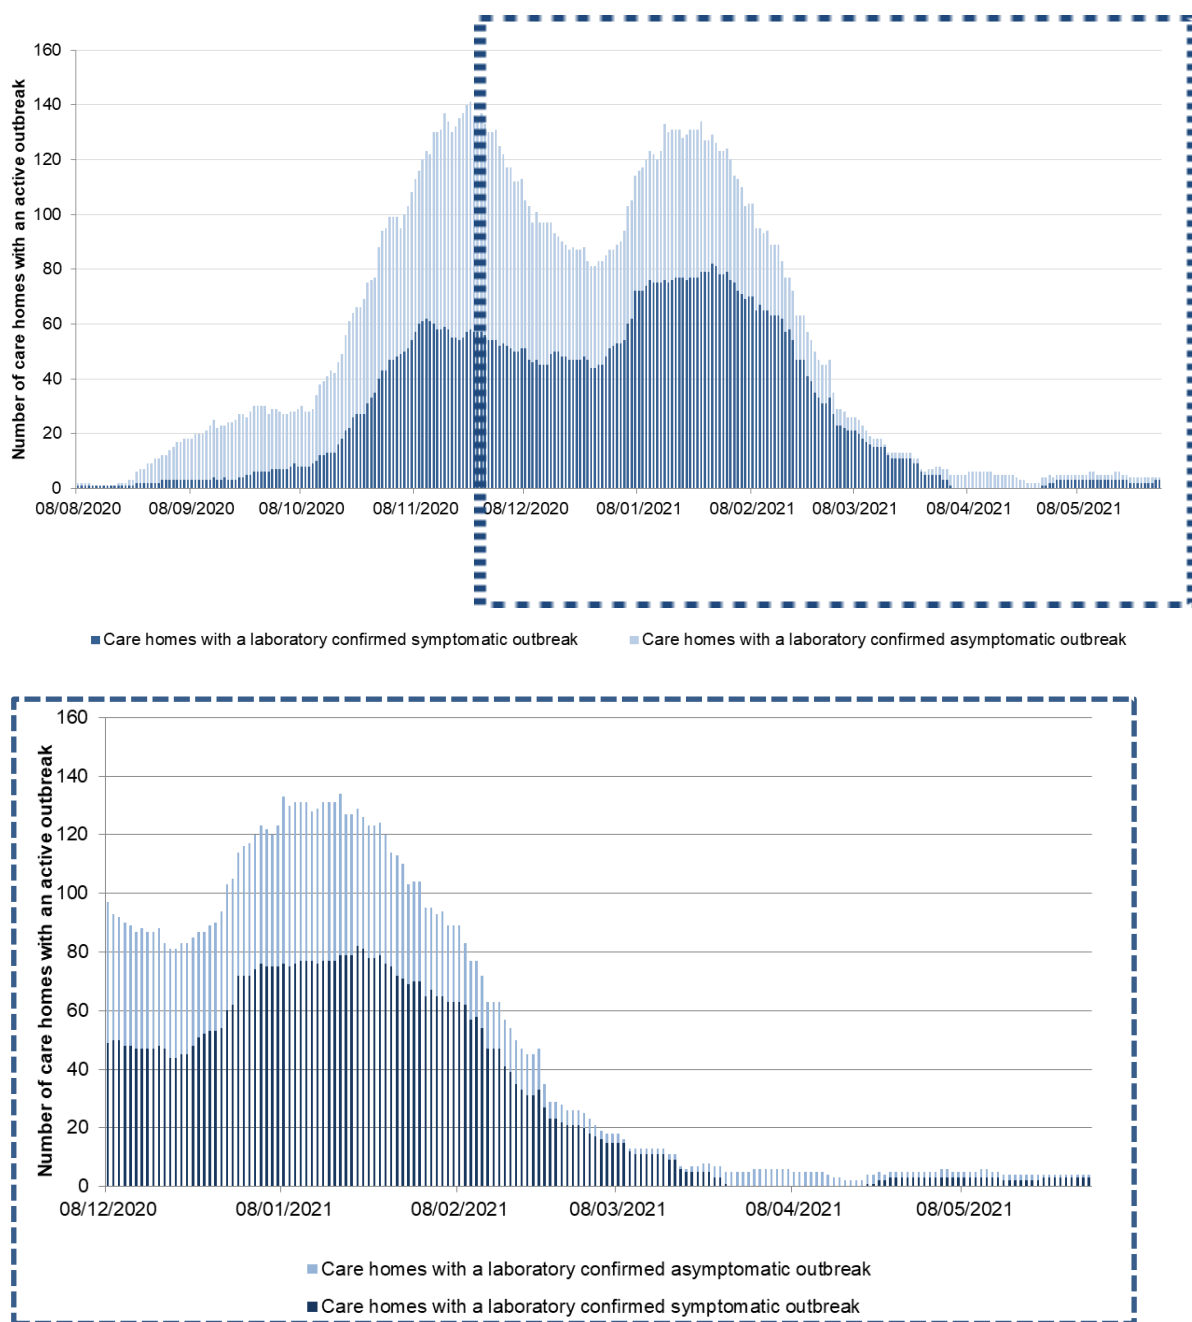 Number of care homes with an active outbreak
160
140
120
100
80
60
40
20
0
08/08/2020 08/09/2020 08/10/2020 08/11/2020 08/12/2020 08/01/2021 08/02/2021 08/03/2021 08/04/2021 08/05/2021
Care homes with a laboratory confirmed symptomatic outbreak Care homes with a laboratory confirmed asymptomatic outbreak
Number of care homes with an active outbreak
160
140
120
100
80
60
40
20
0
08/12/2020 08/01/2021 08/02/2021 08/03/2021 08/04/2021 08/05/2021
Care homes with a laboratory confirmed asymptomatic outbreak
Care homes with a laboratory confirmed symptomatic outbreak